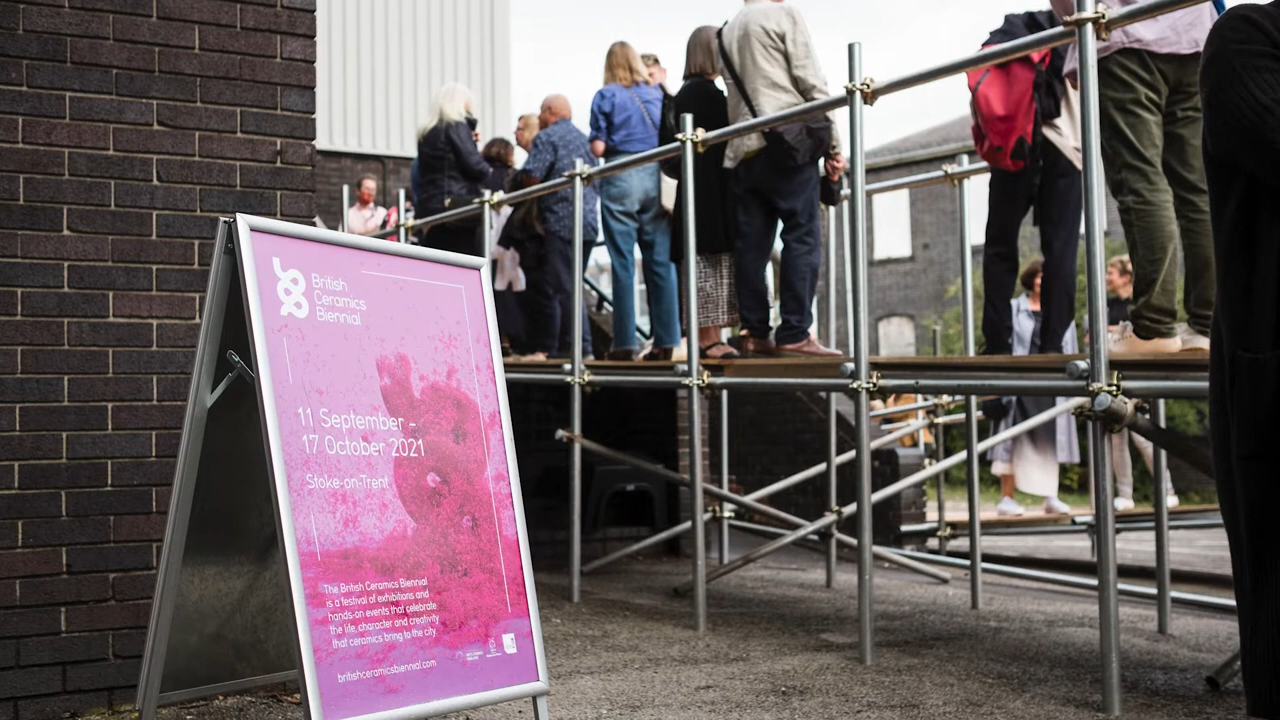 British
Ceramics
Biennial
11 September –
17 October 2021
Stoke-on-Trent
The British Ceramics Biennial
is a festival of exhibitions and
hands-on events that celebrate
the life, character and creativity
that ceramics bring to the city.
britishceramicsbiennial.com